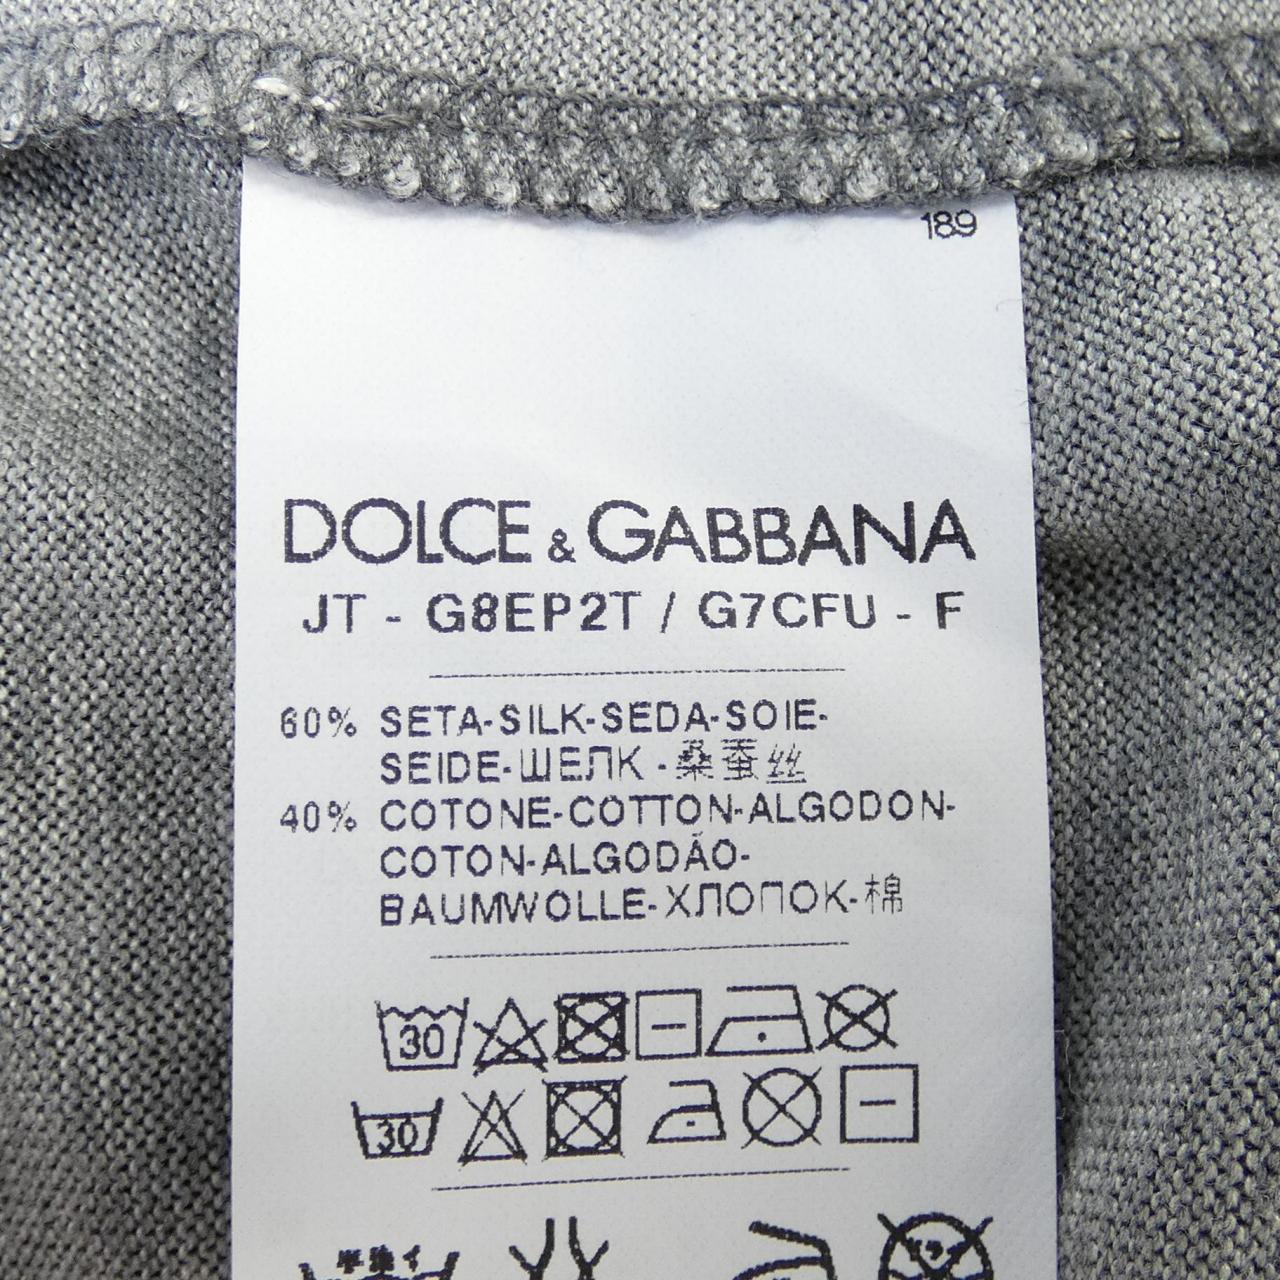 189
DOLCE & GABBANA
JT - G8EP2T / G7CFU - F
60% SETA-SILK-SEDA-SOIE-
SEIDE-ШЕЛК-桑蚕丝
40% COTONE-COTTON-ALGODON-
COTON-ALGODÃO-
BAUMWOLLE-ХЛОПОК-棉
30
30